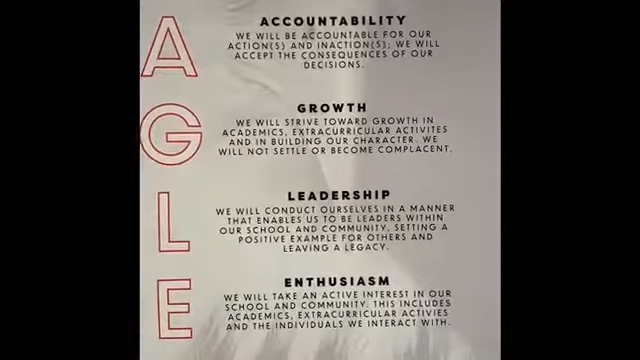 A
ACCOUNTABILITY
WE WILL BE ACCOUNTABLE FOR OUR
ACTION(S) AND INACTION(S); WE WILL
ACCEPT THE CONSEQUENCES OF OUR
DECISIONS.
G
GROWTH
WE WILL STRIVE TOWARD GROWTH IN
ACADEMICS, EXTRACURRICULAR ACTIVITES
AND IN BUILDING OUR CHARACTER. WE
WILL NOT SETTLE OR BECOME COMPLACENT.
L
LEADERSHIP
WE WILL CONDUCT OURSELVES IN A MANNER
THAT ENABLES US TO BE LEADERS WITHIN
OUR SCHOOL AND COMMUNITY, SETTING A
POSITIVE EXAMPLE FOR OTHERS AND
LEAVING A LEGACY.
E
ENTHUSIASM
WE WILL TAKE AN ACTIVE INTEREST IN OUR
SCHOOL AND COMMUNITY. THIS INCLUDES
ACADEMICS, EXTRACURRICULAR ACTIVIES
AND THE INDIVIDUALS WE INTERACT WITH.